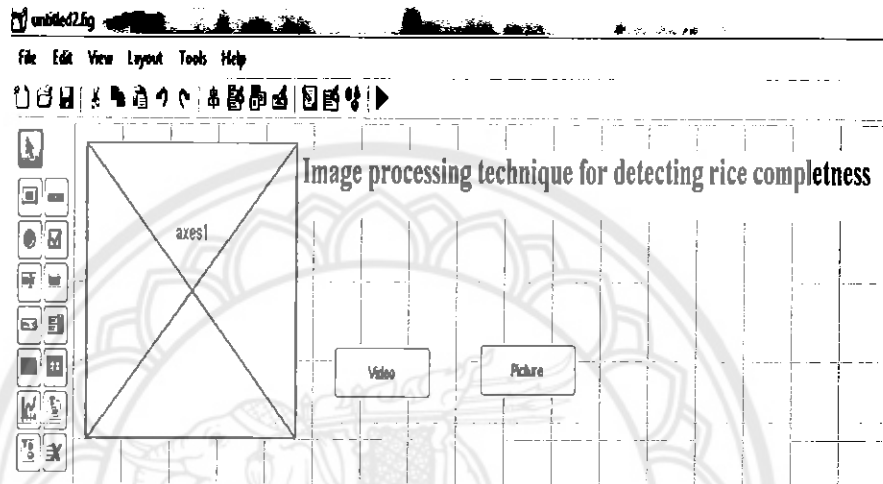 untitled2.fig
File Edit View Layout Tools Help
Image processing technique for detecting rice completness
axes1
Video Picture